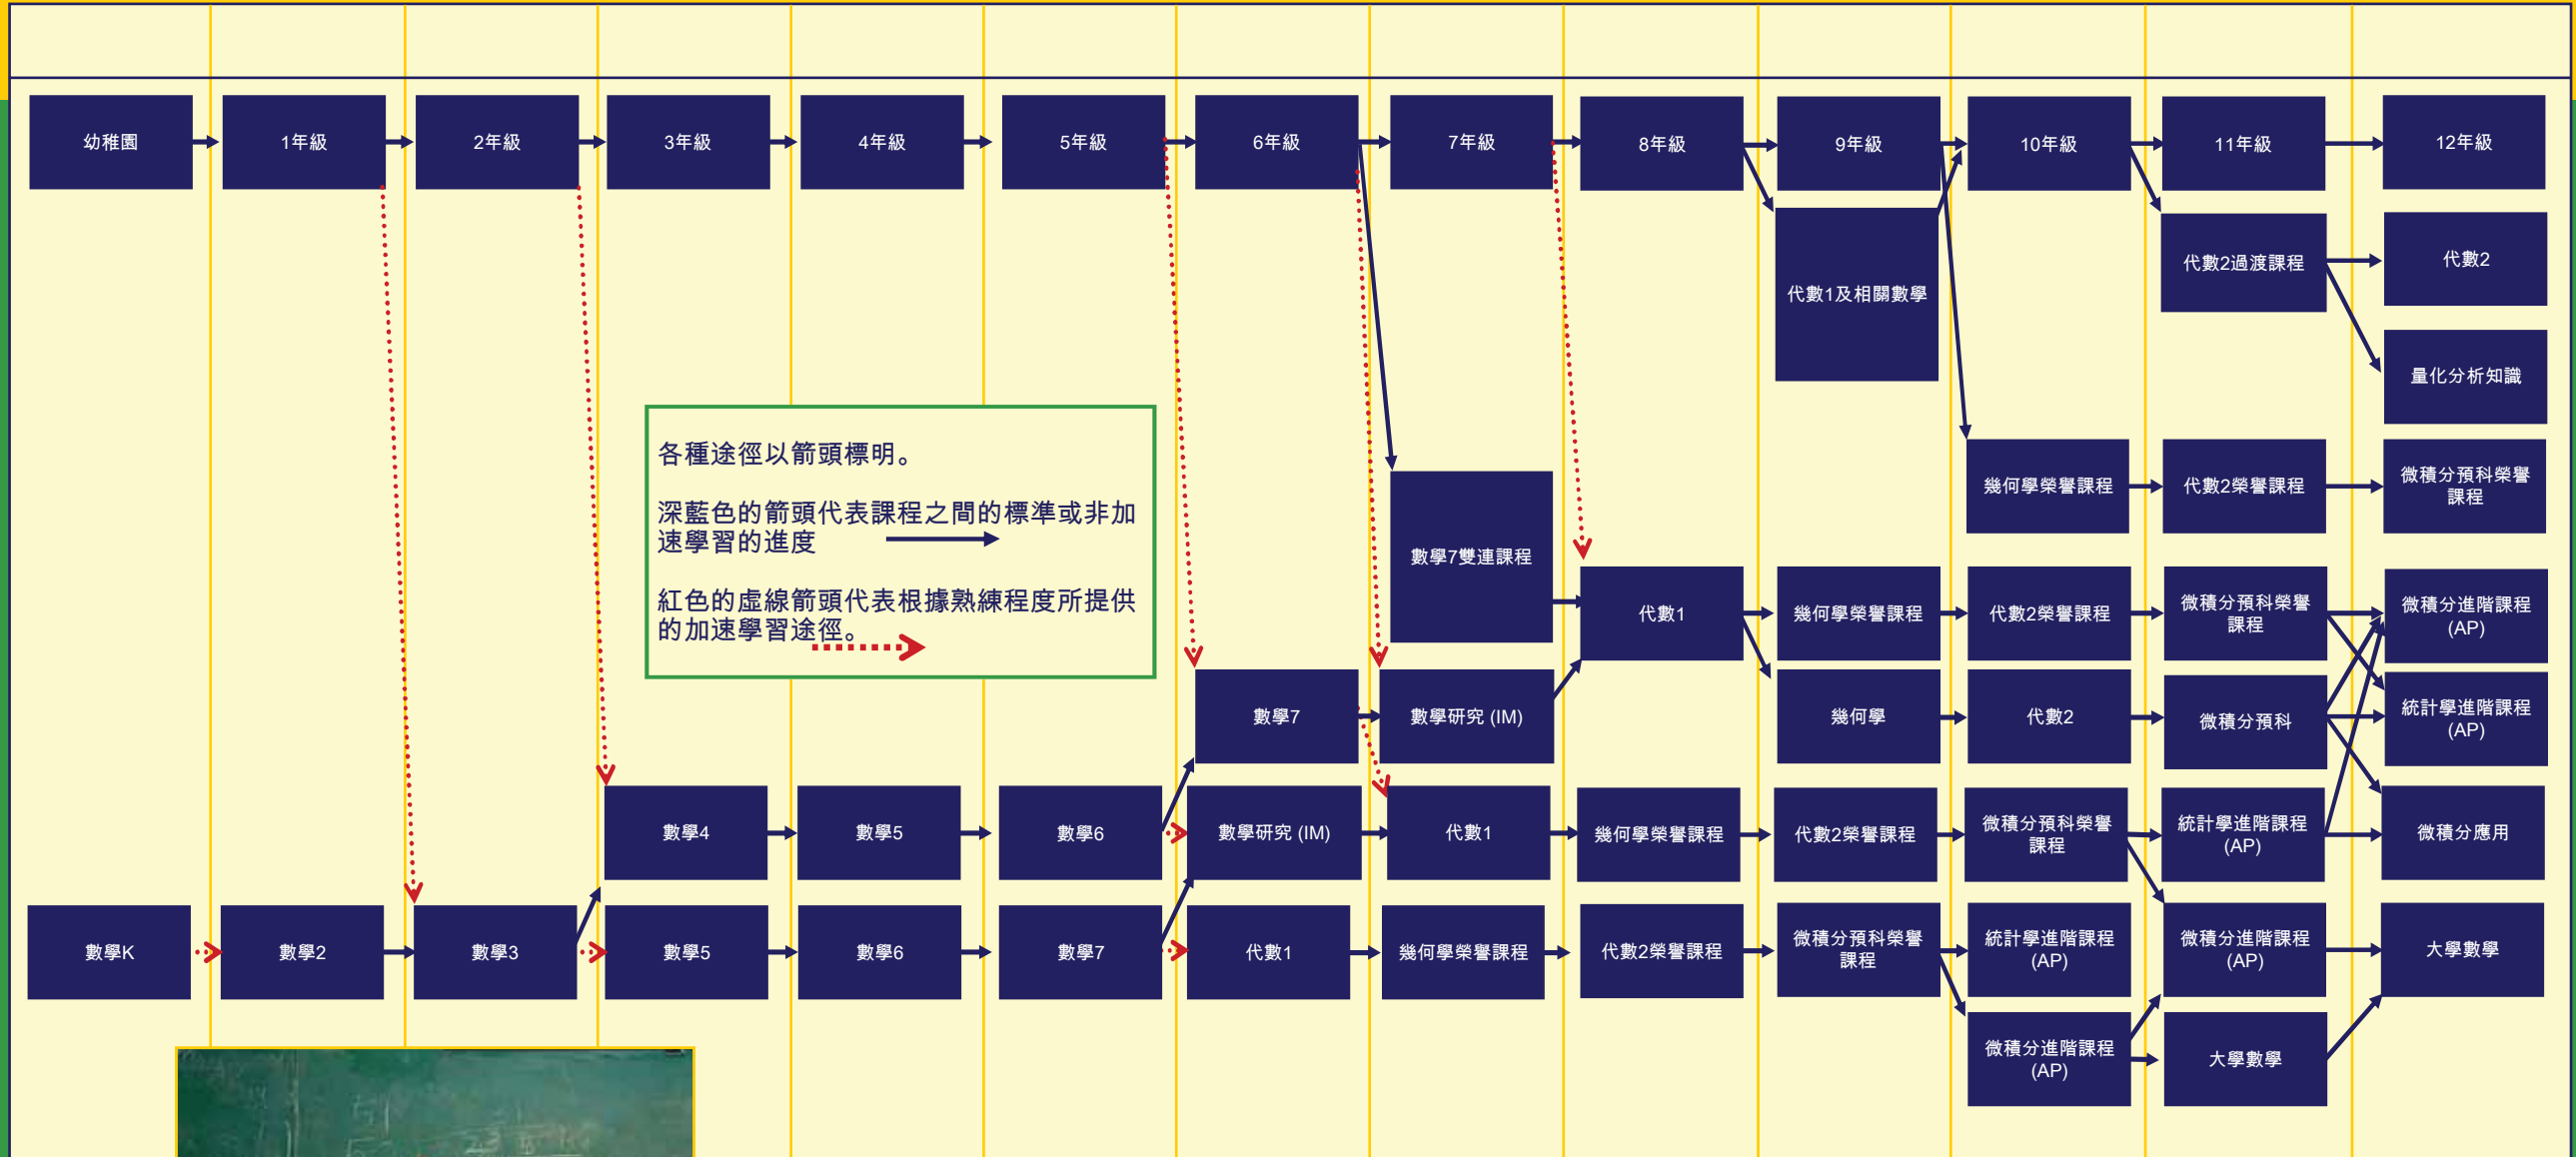 幼稚園
1年級
2年級
3年級
4年級
5年級
6年級
7年級
8年級
9年級
10年級
11年級
12年級
代數1及相關數學
代數2過渡課程
代數2
量化分析知識
各種途徑以箭頭標明。
深藍色的箭頭代表課程之間的標準或非加
速學習的進度
紅色的虛線箭頭代表根據熟練程度所提供
的加速學習途徑。
幾何學榮譽課程
代數2榮譽課程
微積分預科榮譽
課程
數學7雙連課程
代數1
幾何學榮譽課程
代數2榮譽課程
微積分預科榮譽
課程
微積分進階課程
(AP)
數學7
數學研究 (IM)
幾何學
代數2
微積分預科
統計學進階課程
(AP)
數學4
數學5
數學6
數學研究 (IM)
代數1
幾何學榮譽課程
代數2榮譽課程
微積分預科榮譽
課程
統計學進階課程
(AP)
微積分應用
數學K
數學2
數學3
數學5
數學6
數學7
代數1
幾何學榮譽課程
代數2榮譽課程
微積分預科榮譽
課程
統計學進階課程
(AP)
微積分進階課程
(AP)
大學數學
微積分進階課程
(AP)
大學數學